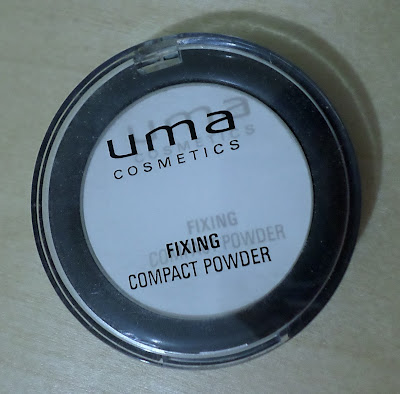 uma
COSMETICS
FIXING
COMPACT POWDER